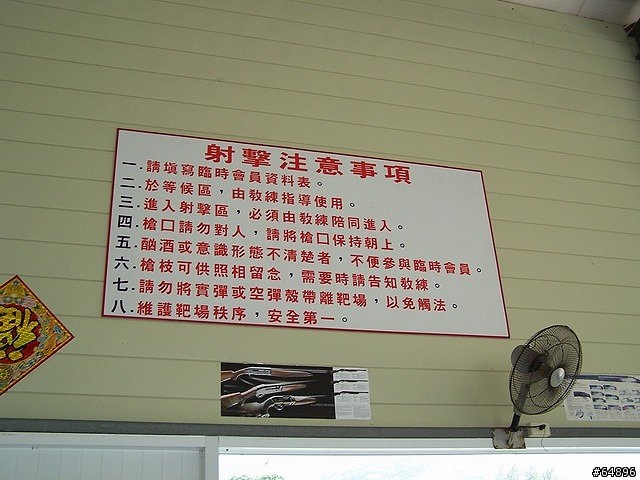 射擊注意事項
一.請填寫臨時會員資料表。
二.於等候區，由教練指導使用。
三.進入射擊區，必須由教練陪同進入。
四.槍口請勿對人，請將槍口保持朝上。
五.酗酒或意識形態不清楚者，不便參與臨時會員。
六.槍枝可供照相留念，需要時請告知教練。
七.請勿將實彈或空彈殼帶離靶場，以免觸法。
八.維護靶場秩序，安全第一。
#64896